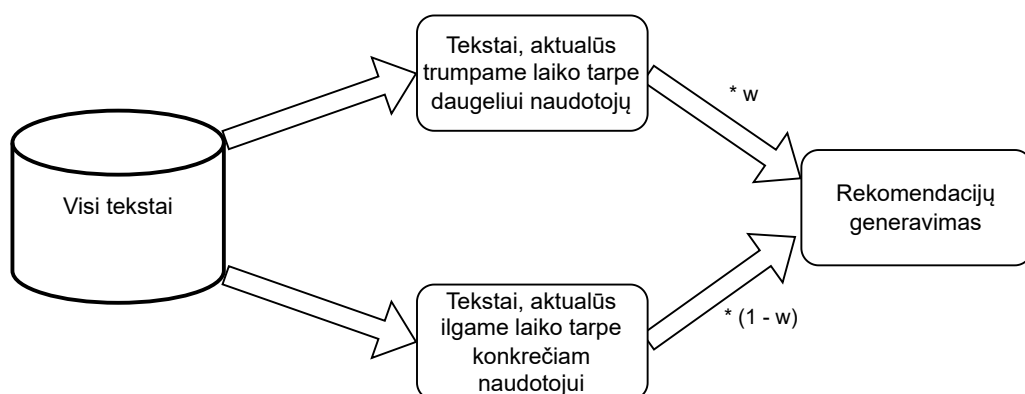 Tekstai, aktualūs
trumpame laiko tarpe
daugeliui naudotojų
* w
Visi tekstai
Rekomendacijų
generavimas
Tekstai, aktualūs
ilgame laiko tarpe
konkrečiam
naudotojui
* (1 - w)